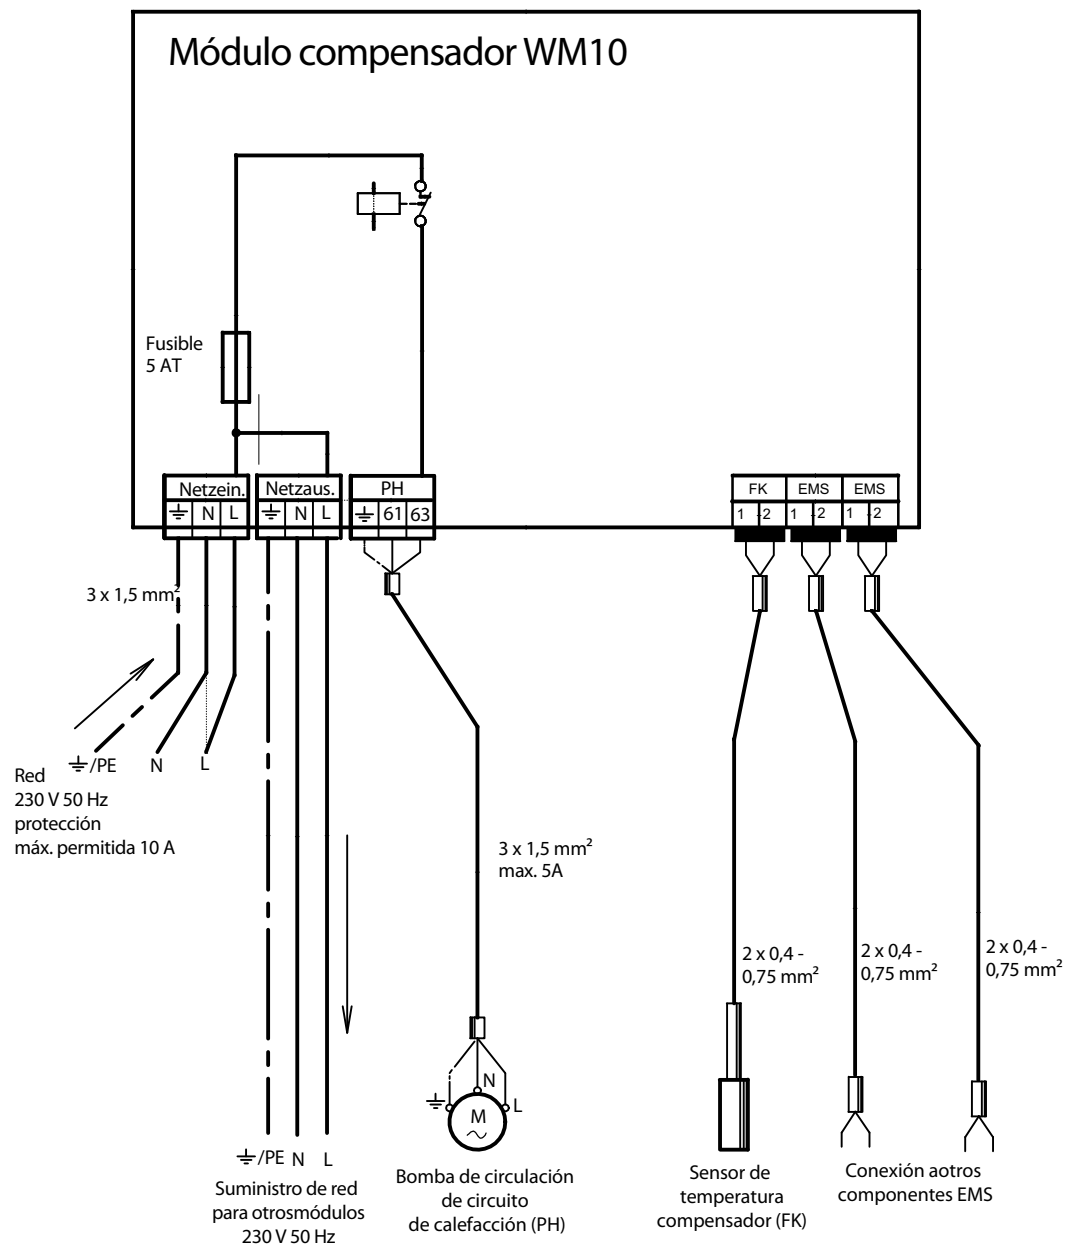 Módulo compensador WM10
Fusible
5 AT
Netzein.
Netzaus.
PH
FK
EMS
EMS
N
L
N
L
61
63
1
2
1
2
1
2
3 x 1,5 mm²
/PE
N
L
Red
230 V 50 Hz
protección
máx. permitida 10 A
3 x 1,5 mm²
max. 5A
2 x 0,4 -
0,75 mm²
2 x 0,4 -
0,75 mm²
2 x 0,4 -
0,75 mm²
N
L
M
/PE
N
L
Suministro de red
para otrosmódulos
230 V 50 Hz
Bomba de circulación
de circuito
de calefacción (PH)
Sensor de
temperatura
compensador (FK)
Conexión aotros
componentes EMS